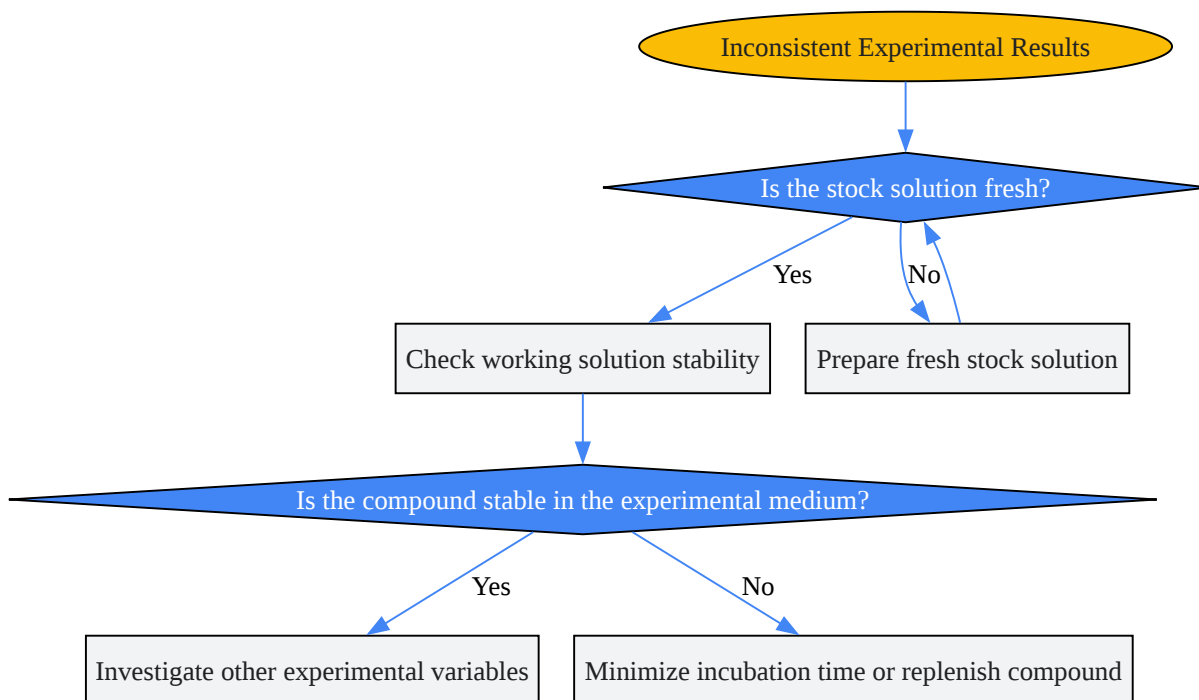 Inconsistent Experimental Results
Is the stock solution fresh?
Yes
No
Check working solution stability
Prepare fresh stock solution
Is the compound stable in the experimental medium?
Yes
No
Investigate other experimental variables
Minimize incubation time or replenish compound